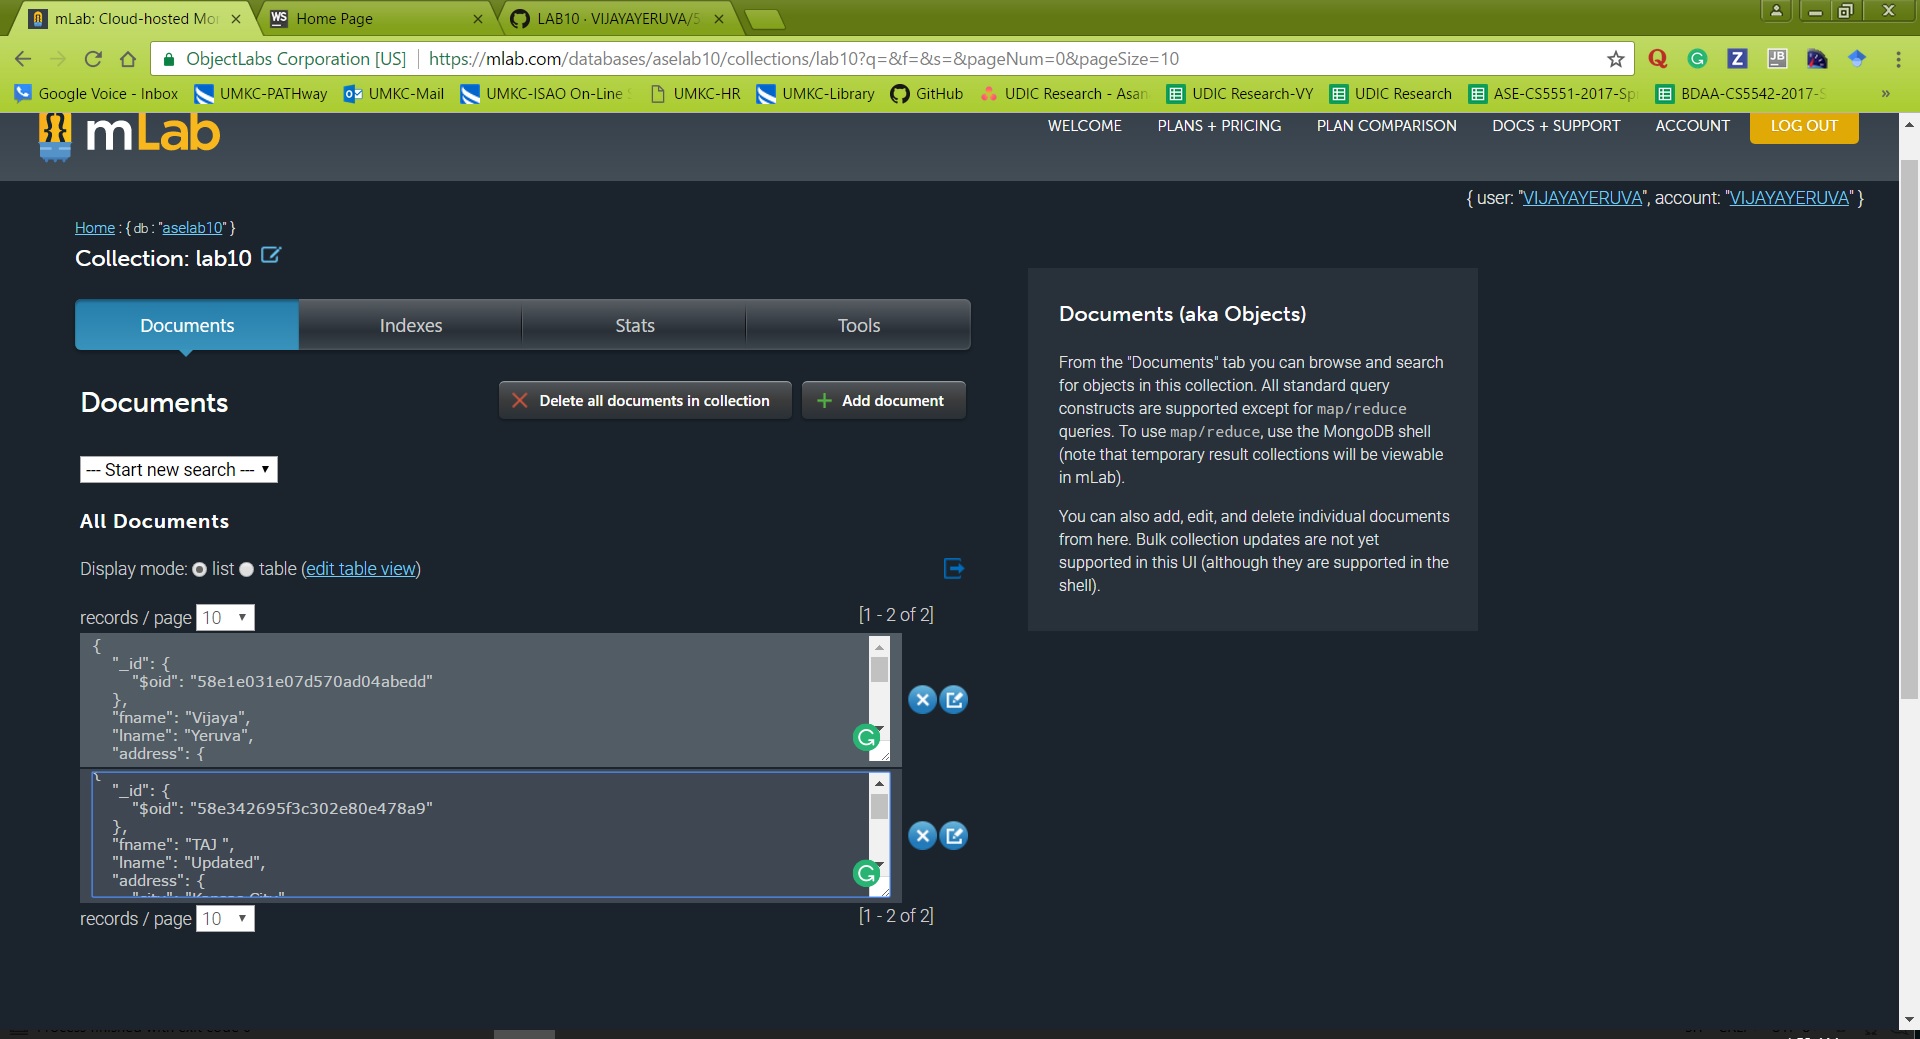 mLab: Cloud-hosted Mon
Home Page
LAB10 · VIJAYAYERUVA/5
ObjectLabs Corporation [US]
https://mlab.com/databases/aselab10/collections/lab10?q=&f=&s=&pageNum=0&pageSize=10
Google Voice - Inbox
UMKC-PATHway
UMKC-Mail
UMKC-ISAO On-Line S
UMKC-HR
UMKC-Library
GitHub
UDIC Research - Asan
UDIC Research-VY
UDIC Research
ASE-CS5551-2017-Sp
BDAA-CS5542-2017-S
»
mLab
WELCOME
PLANS + PRICING
PLAN COMPARISON
DOCS + SUPPORT
ACCOUNT
LOG OUT
{ user: "VIJAYAYERUVA", account: "VIJAYAYERUVA" }
Home : { db : "aselab10" }
Collection: lab10
Documents
Indexes
Stats
Tools
Documents
Delete all documents in collection
Add document
--- Start new search ---
All Documents
Display mode: list table (edit table view)
records / page 10
[1 - 2 of 2]
{
"_id": {
"$oid": "58e1e031e07d570ad04abedd"
},
"fname": "Vijaya",
"lname": "Yeruva",
"address": {
{
"_id": {
"$oid": "58e342695f3c302e80e478a9"
},
"fname": "TAJ ",
"lname": "Updated",
"address": {
"city": "Kansas City"
records / page 10
[1 - 2 of 2]
Documents (aka Objects)
From the "Documents" tab you can browse and search
for objects in this collection. All standard query
constructs are supported except for map/reduce
queries. To use map/reduce, use the MongoDB shell
(note that temporary result collections will be viewable
in mLab).
You can also add, edit, and delete individual documents
from here. Bulk collection updates are not yet
supported in this UI (although they are supported in the
shell).